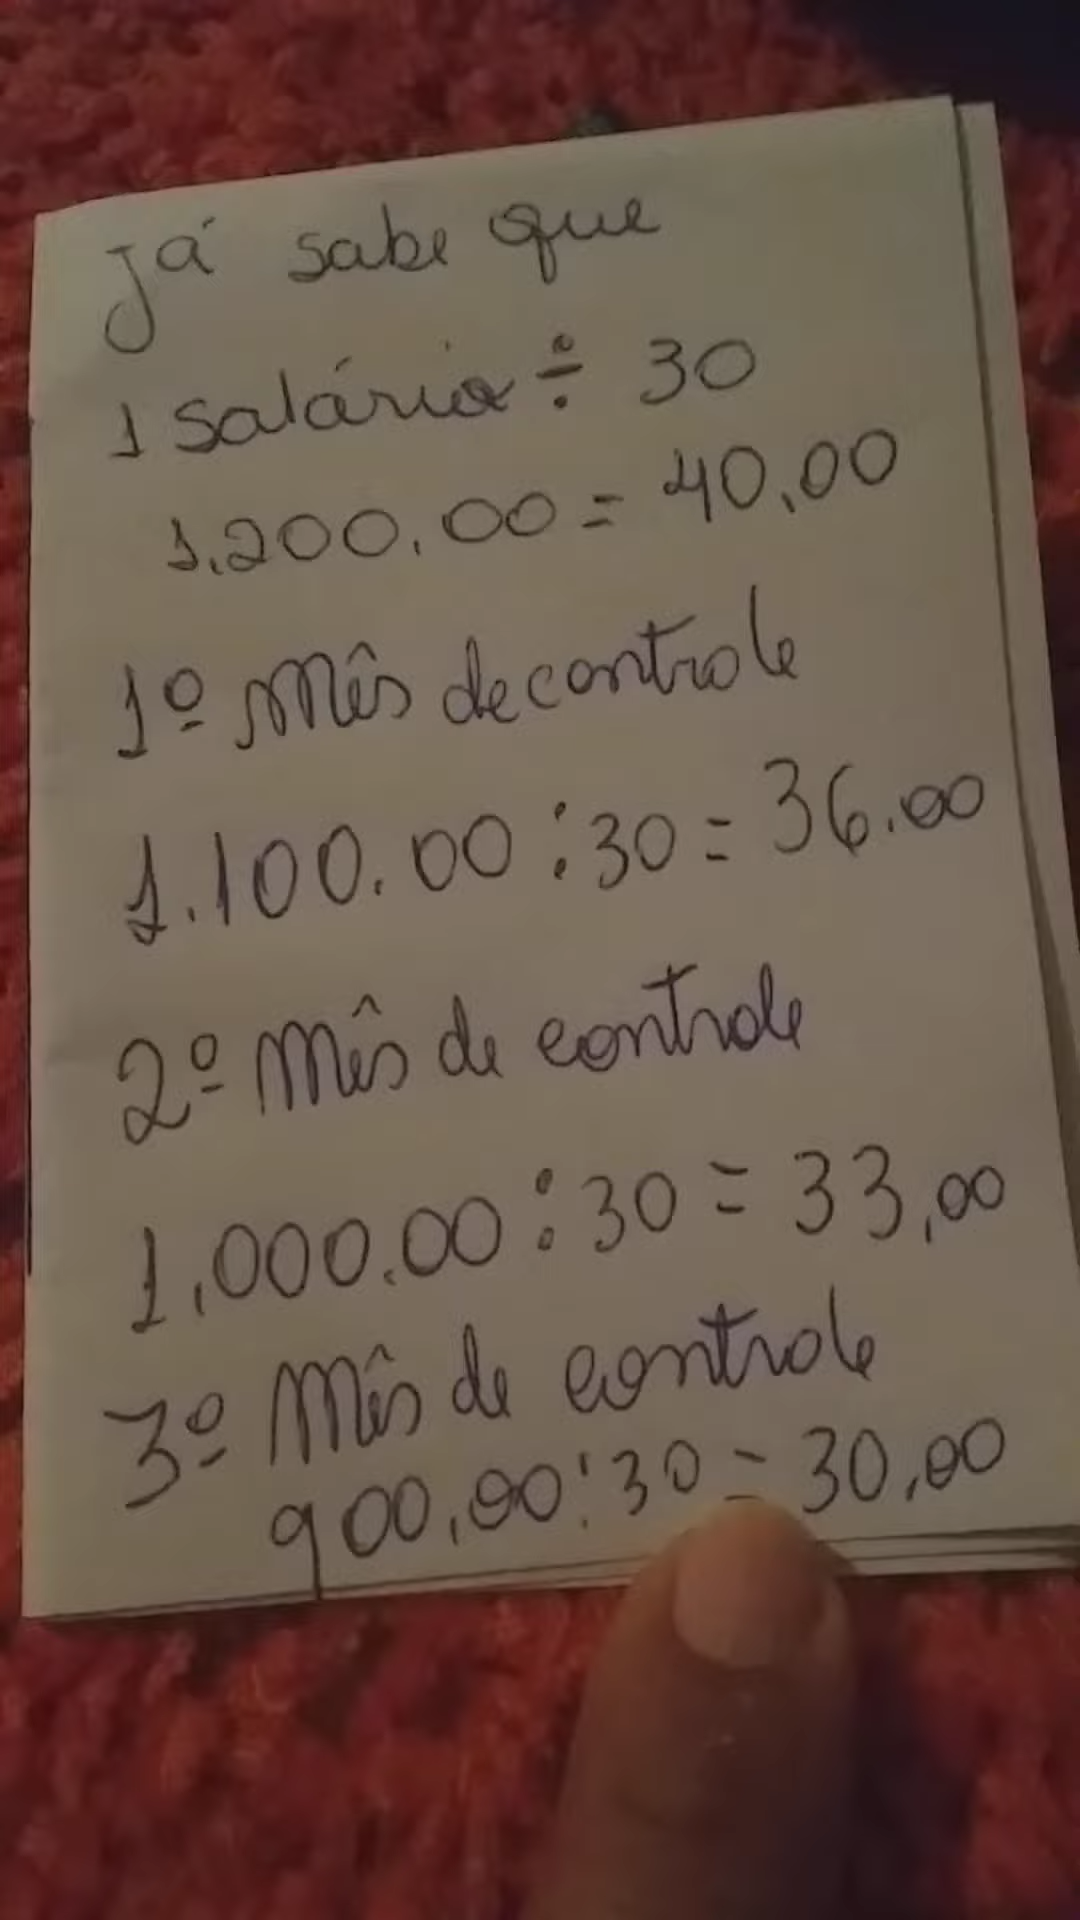 Já sabe que
1 Salário ÷ 30
1.200.00 = 40,00
1º Mês de controle
1.100.00 : 30 = 36.00
2º Mês de controle
1.000.00 : 30 = 33,00
3º Mês de controle
900,00 : 30 = 30,00